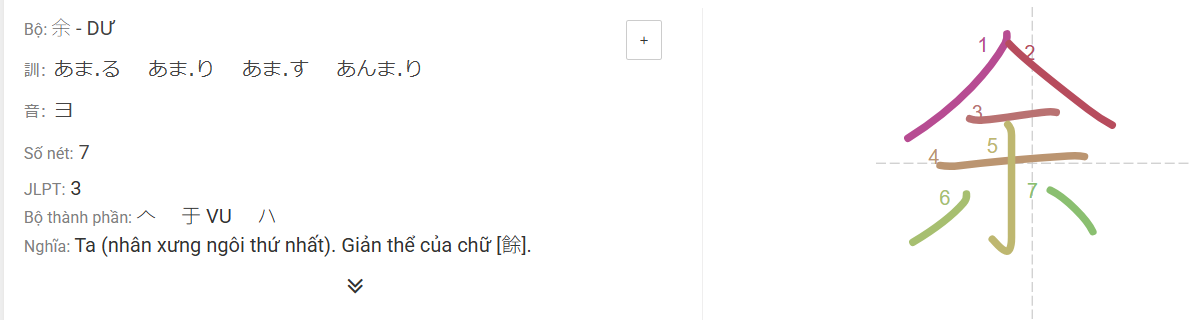 Bộ: 余 - DƯ
+
訓: あま.る あま.り あま.す あんま.り
音: ヨ
Số nét: 7
JLPT: 3
Bộ thành phần: 𠆢 于 VU ハ
Nghĩa: Ta (nhân xưng ngôi thứ nhất). Giản thể của chữ [餘].
余
1
2
3
4
5
6
7